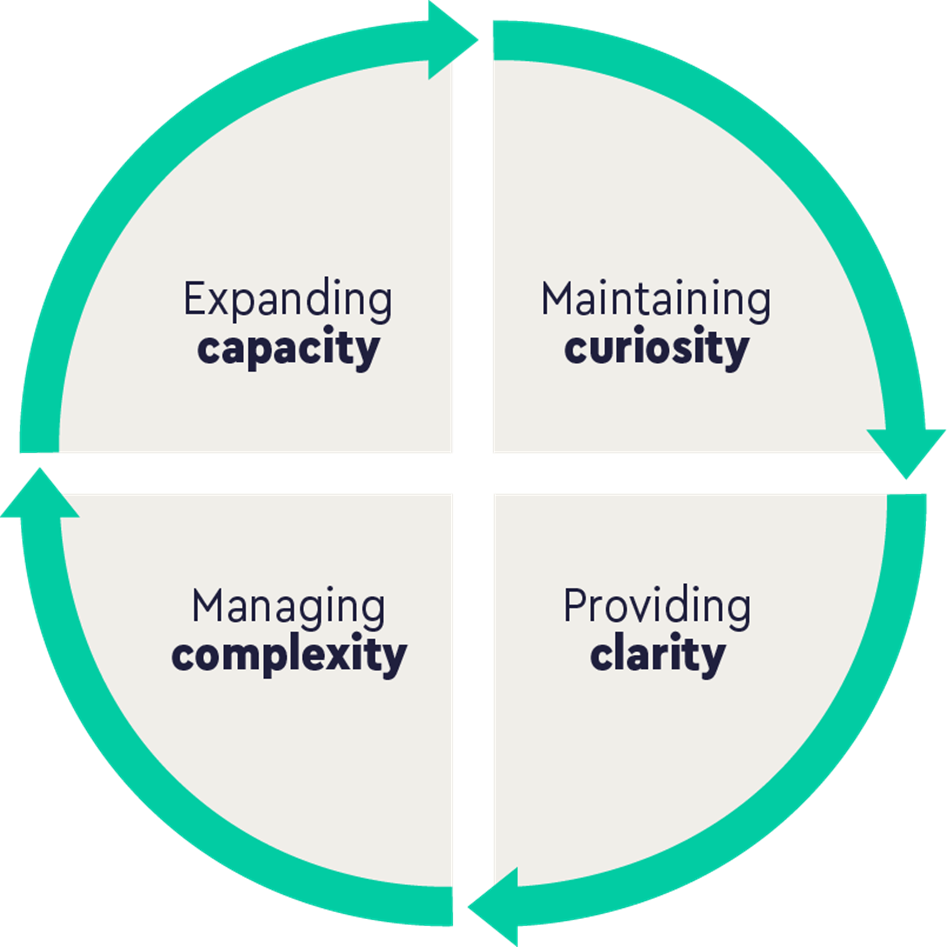 Expanding
capacity
Maintaining
curiosity
Managing
complexity
Providing
clarity